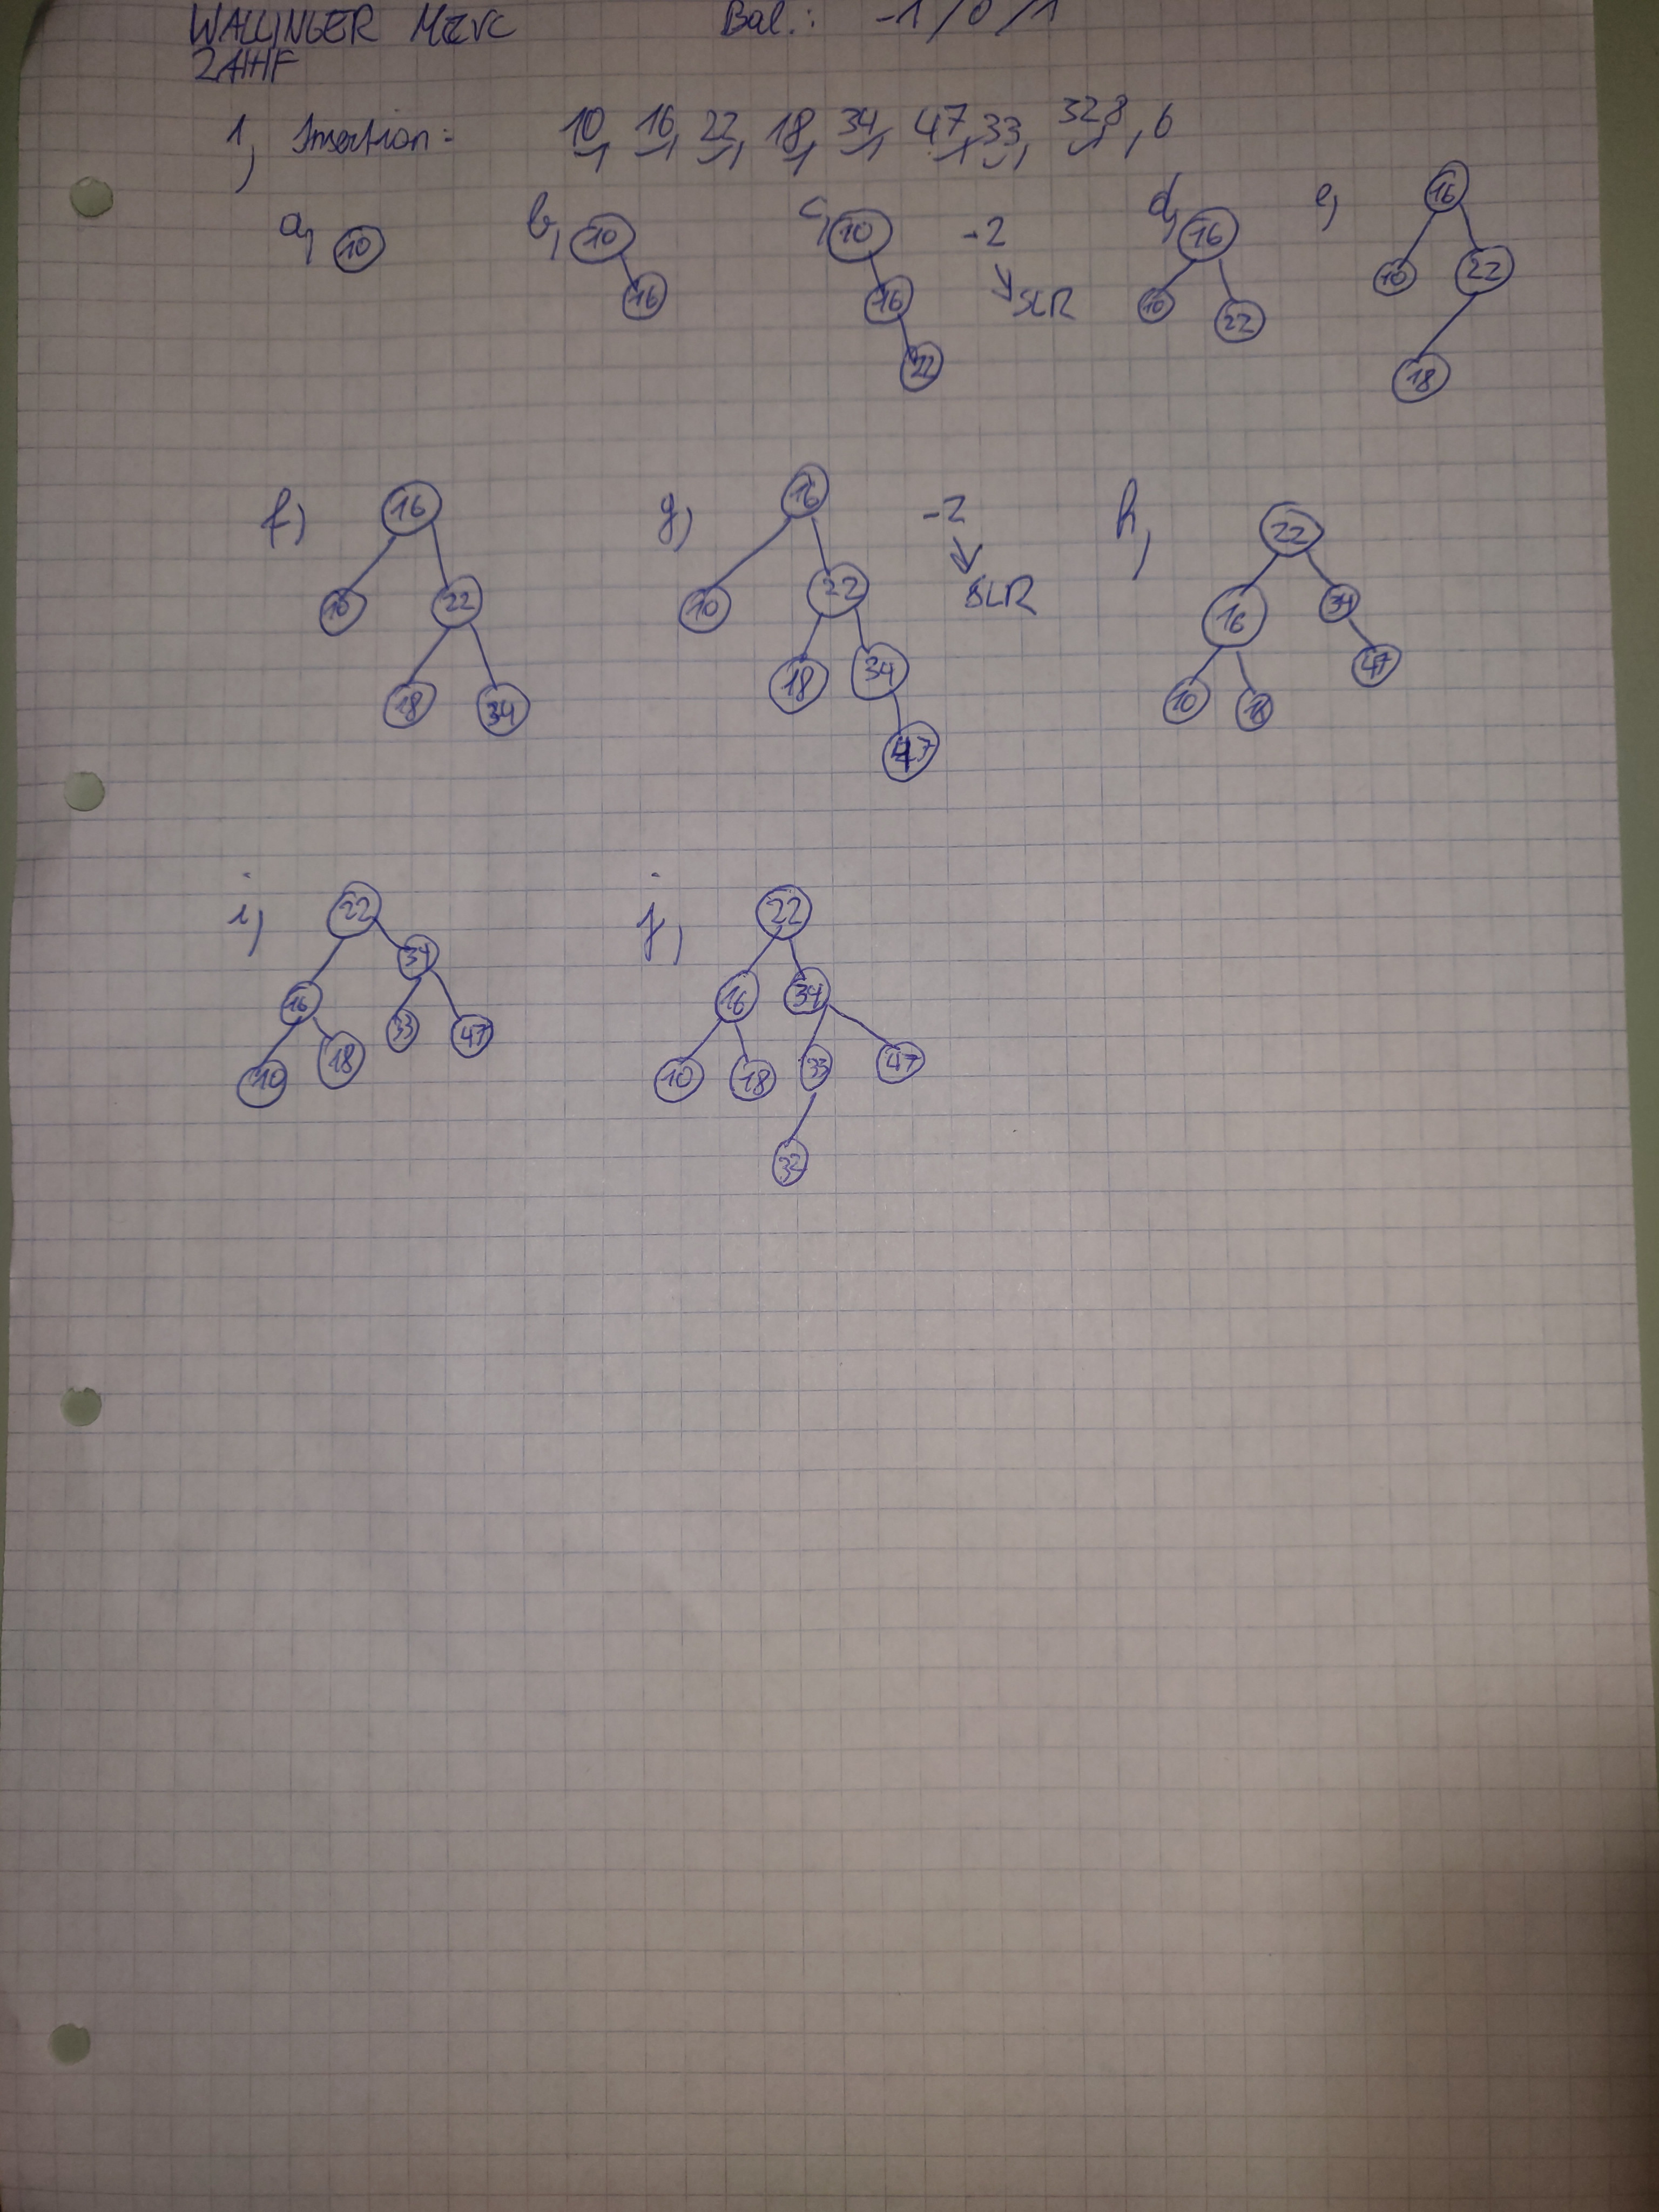 WALLINGER Bal.: -1/0/1
2AHIF
1, Insertion: 10, 16, 22, 18, 34, 47, 33, 32, 8, 6
a, 10
b, 10
16
c, 10 -2
16 SLR
22
d, 16
10 22
e, 16
10 22
18
f) 16
10 22
18 34
g) 16 -2
10 22 SLR
18 34
47
h, 22
16 34
10 18 47
i, 22
16 34
10 18 33 47
j, 22
16 34
10 18 33 47
32